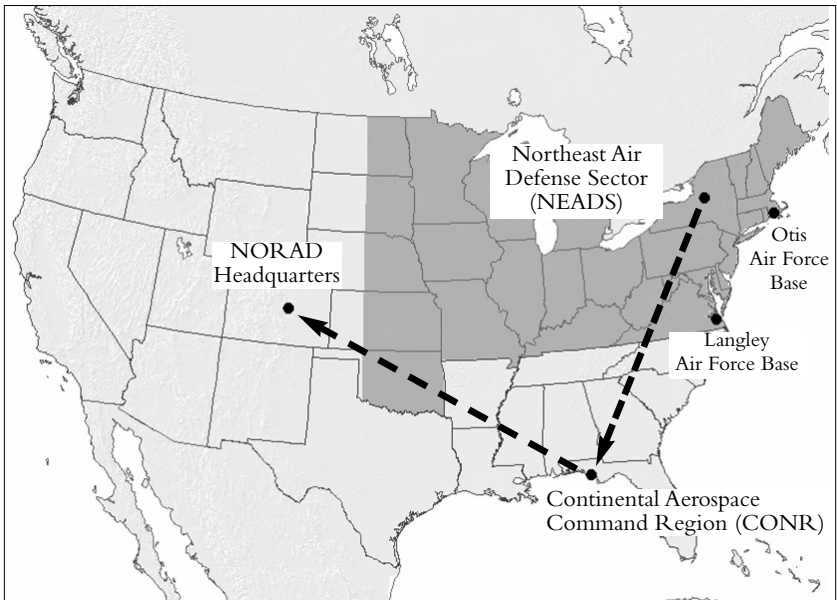 Northeast Air
Defense Sector
(NEADS)
NORAD
Headquarters
Otis
Air Force
Base
Langley
Air Force Base
Continental Aerospace
Command Region (CONR)